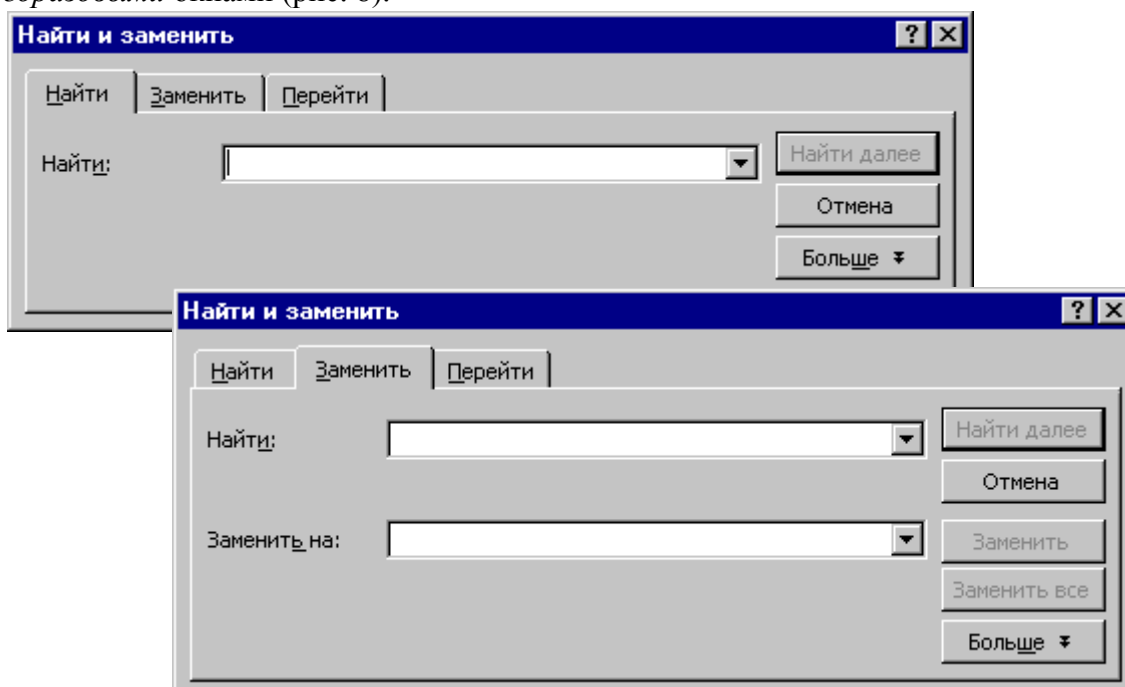 окнами (рис. 6).
Найти и заменить
Найти Заменить Перейти
Найти: Найти далее
Отмена
Больше
Найти и заменить
Найти Заменить Перейти
Найти: Найти далее
Отмена
Заменить на: Заменить
Заменить все
Больше